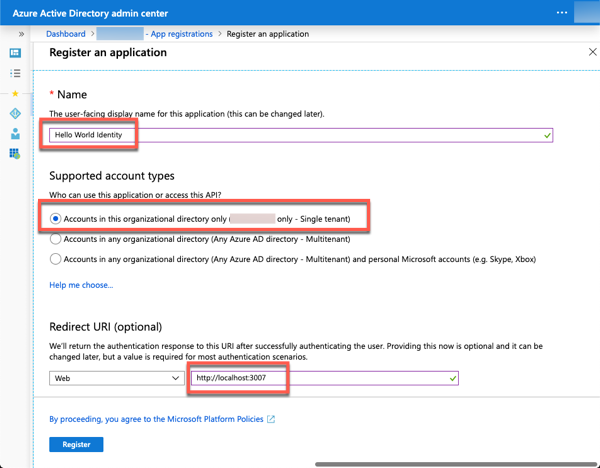 Azure Active Directory admin center
Dashboard > - App registrations > Register an application
Register an application
* Name
The user-facing display name for this application (this can be changed later).
Hello World Identity
Supported account types
Who can use this application or access this API?
Accounts in this organizational directory only ( only - Single tenant)
Accounts in any organizational directory (Any Azure AD directory - Multitenant)
Accounts in any organizational directory (Any Azure AD directory - Multitenant) and personal Microsoft accounts (e.g. Skype, Xbox)
Help me choose...
Redirect URI (optional)
We'll return the authentication response to this URI after successfully authenticating the user. Providing this now is optional and it can be
changed later, but a value is required for most authentication scenarios.
Web http://localhost:3007
By proceeding, you agree to the Microsoft Platform Policies
Register